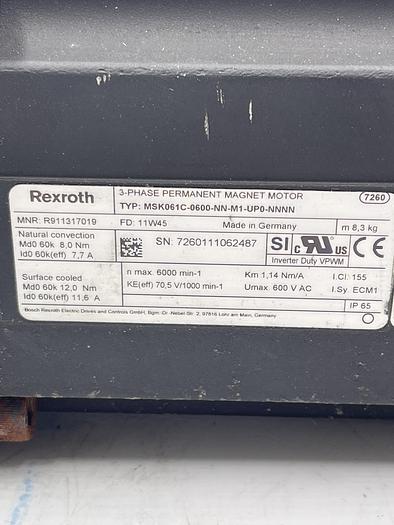 Rexroth
3-PHASE PERMANENT MAGNET MOTOR
7260
TYP: MSK061C-0600-NN-M1-UP0-NNNN
MNR: R911317019
FD: 11W45
Made in Germany
m 8,3 kg
Natural convection
Md0 60k 8,0 Nm
Id0 60k(eff) 7,7 A
SN: 7260111062487
SI c RU US CE
Inverter Duty VPWM
Surface cooled
Md0 60k 12,0 Nm
Id0 60k(eff) 11,6 A
n max. 6000 min-1
Km 1,14 Nm/A
I.Cl. 155
KE(eff) 70,5 V/1000 min-1
Umax. 600 V AC
I.Sy. ECM1
IP 65
Bosch Rexroth Electric Drives and Controls GmbH, Bgm.-Dr.-Nebel-Str. 2, 97816 Lohr am Main, Germany